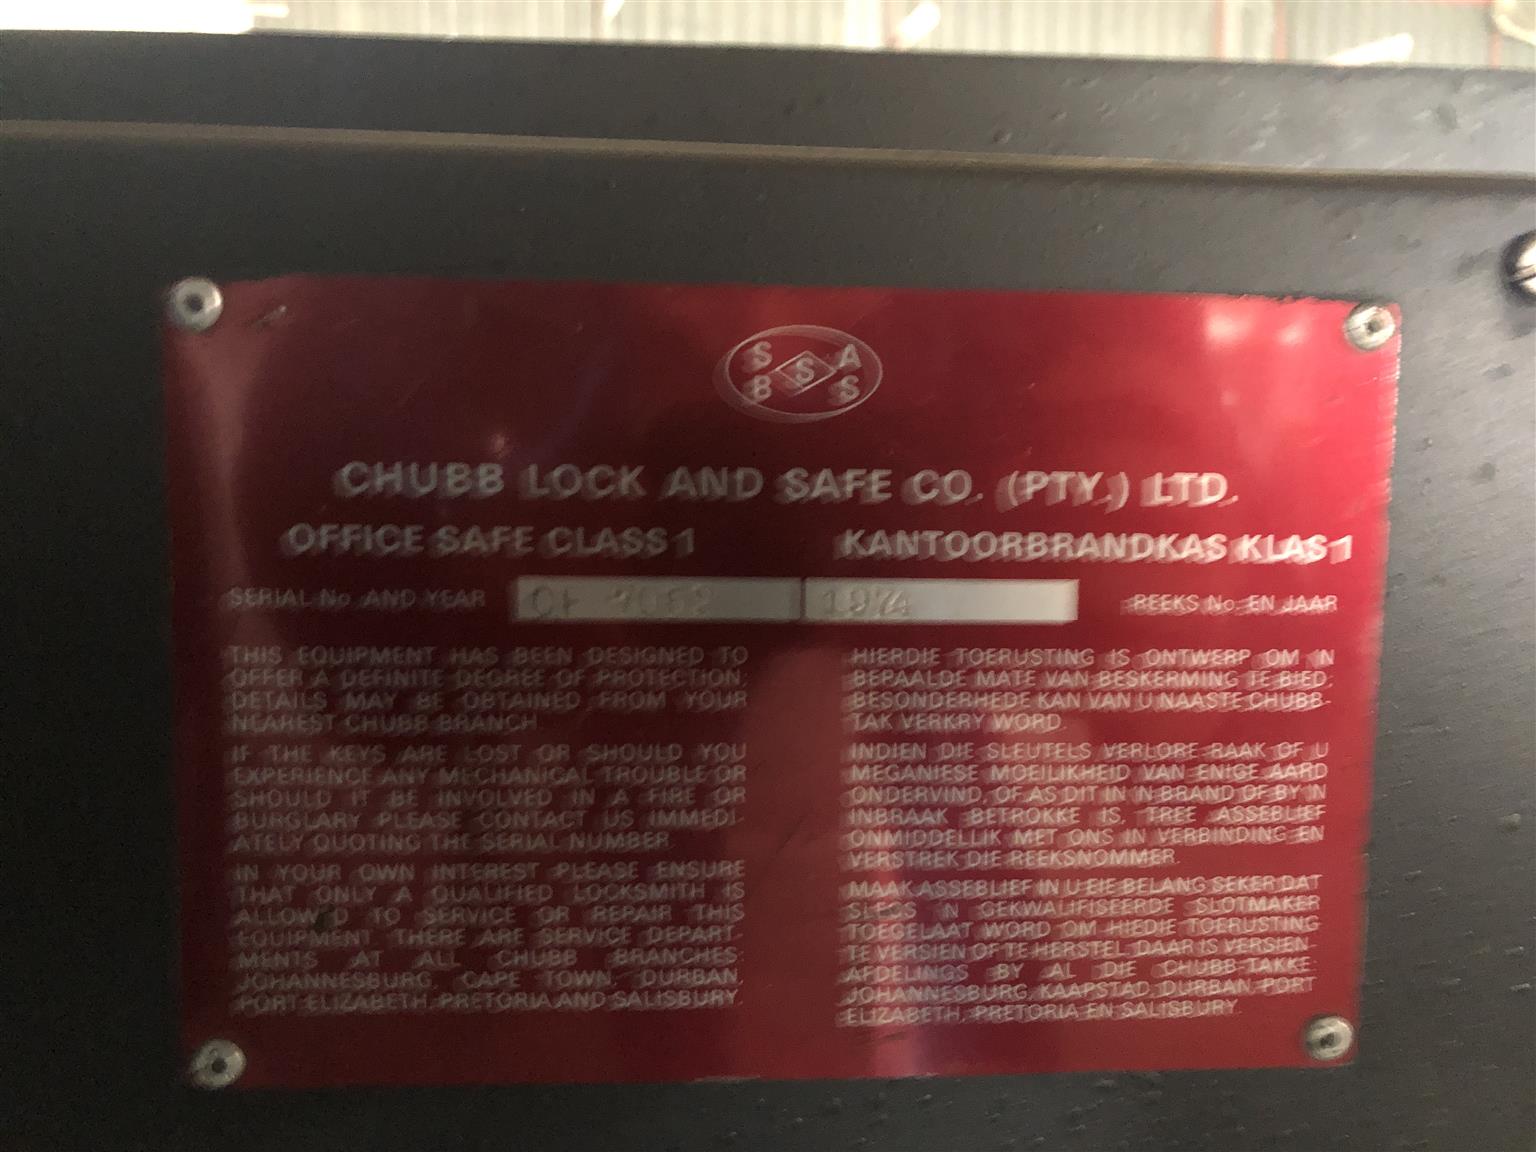 S A
S
B S
CHUBB LOCK AND SAFE CO. (PTY.) LTD.
OFFICE SAFE CLASS 1 KANTOORBRANDKAS KLAS 1
SERIAL No AND YEAR 1974 REEKS No. EN JAAR
THIS EQUIPMENT HAS BEEN DESIGNED TO
OFFER A DEFINITE DEGREE OF PROTECTION.
DETAILS MAY BE OBTAINED FROM YOUR
NEAREST CHUBB BRANCH
IF THE KEYS ARE LOST OR SHOULD YOU
EXPERIENCE ANY MECHANICAL TROUBLE OR
SHOULD IT BE INVOLVED IN A FIRE OR
BURGLARY PLEASE CONTACT US IMMEDI-
ATELY QUOTING THE SERIAL NUMBER.
IN YOUR OWN INTEREST PLEASE ENSURE
THAT ONLY A QUALIFIED LOCKSMITH IS
ALLOW'D TO SERVICE OR REPAIR THIS
EQUIPMENT THERE ARE SERVICE DEPART-
MENTS AT ALL CHUBB BRANCHES:
JOHANNESBURG, CAPE TOWN, DURBAN
PORT ELIZABETH, PRETORIA AND SALISBURY.
HIERDIE TOERUSTING IS ONTWERP OM 'N
BEPAALDE MATE VAN BESKERMING TE BIED.
BESONDERHEDE KAN VAN U NAASTE CHUBB-
TAK VERKRY WORD.
INDIEN DIE SLEUTELS VERLORE RAAK OF U
MEGANIESE MOEILIKHEID VAN ENIGE AARD
ONDERVIND, OF AS DIT IN 'N BRAND OF BY 'N
INBRAAK BETROKKE IS, TREE ASSEBLIEF
ONMIDDELLIK MET ONS IN VERBINDING EN
VERSTREK DIE REEKSNOMMER.
MAAK ASSEBLIEF IN U EIE BELANG SEKER DAT
SLEGS 'N GEKWALIFISEERDE SLOTMAKER
TOEGELAAT WORD OM HIEDIE TOERUSTING
TE VERSIEN OF TE HERSTEL. DAAR IS VERSIEN-
AFDELINGS BY AL DIE CHUBB-TAKKE
JOHANNESBURG, KAAPSTAD, DURBAN, PORT
ELIZABETH, PRETORIA EN SALISBURY.